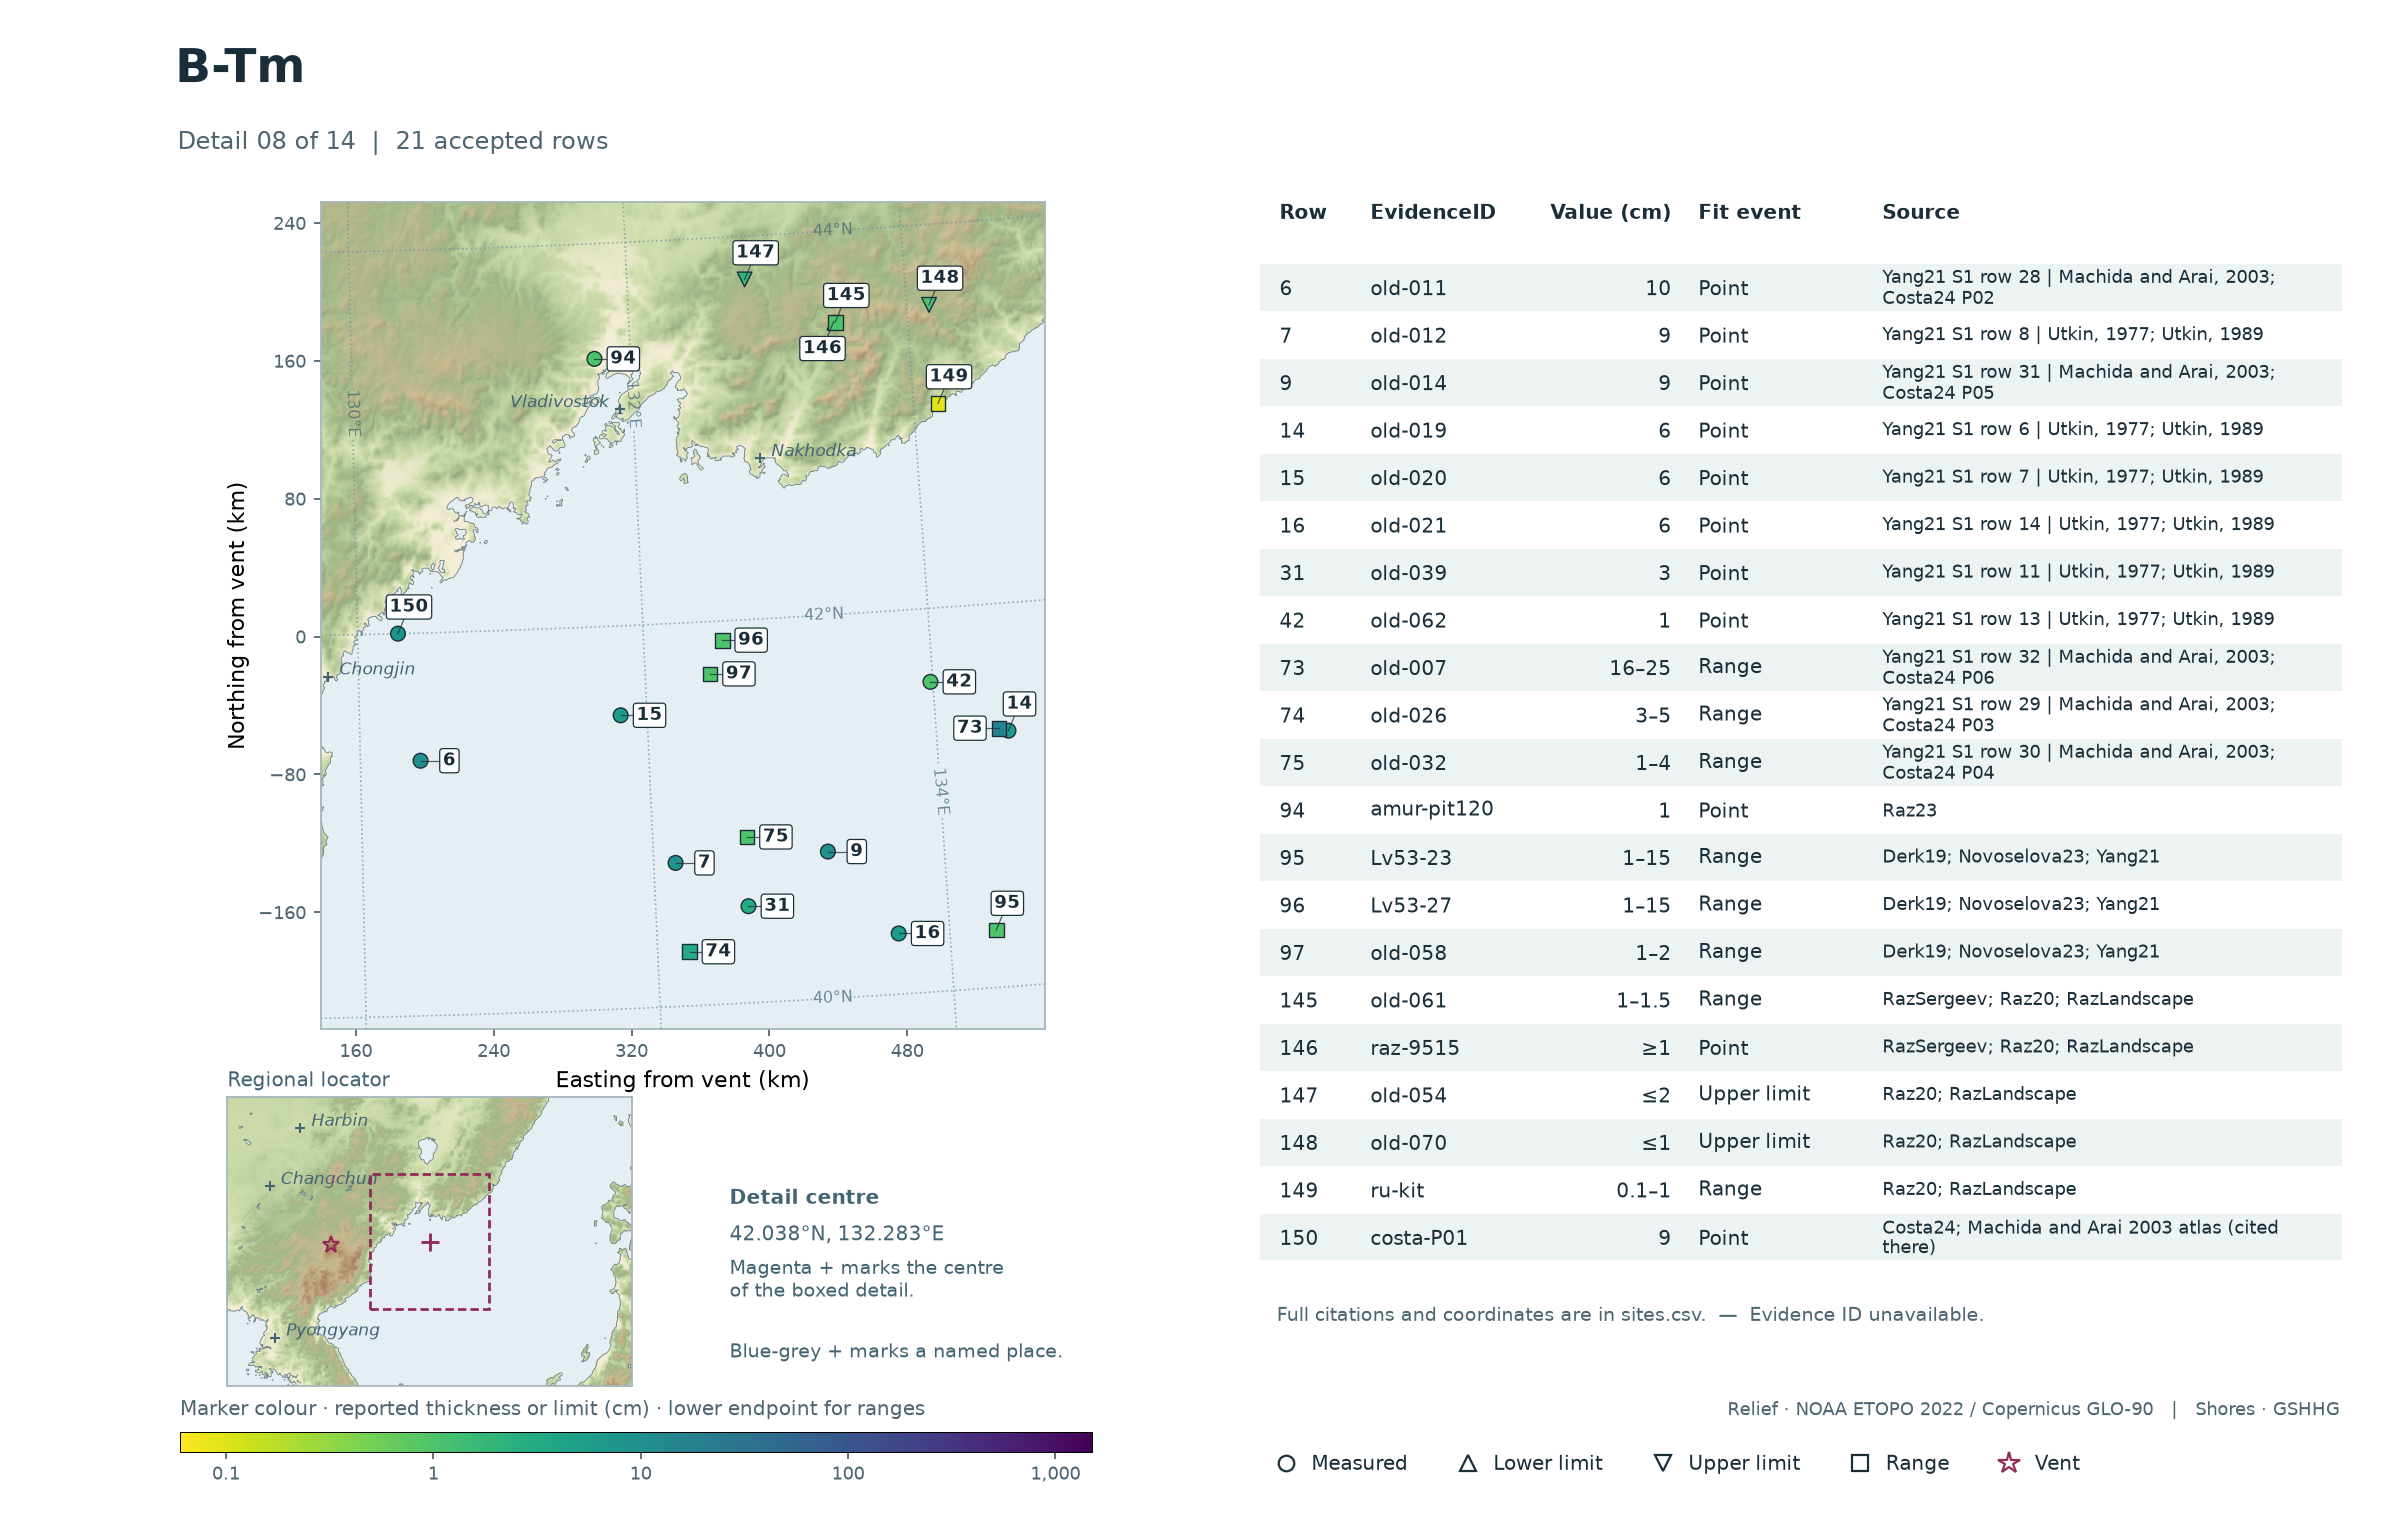 B-Tm
Detail 08 of 14 | 21 accepted rows
Northing from vent (km)
240
160
80
0
−80
−160
44°N
42°N
40°N
130°E
132°E
134°E
147
148
145
146
94
149
Vladivostok
Nakhodka
150
Chongjin
96
97
42
14
15
73
6
75
9
7
31
95
16
74
160
240
320
400
480
Easting from vent (km)
Regional locator
Harbin
Changchun
Pyongyang
Detail centre
42.038°N, 132.283°E
Magenta + marks the centre
of the boxed detail.
Blue-grey + marks a named place.
Marker colour · reported thickness or limit (cm) · lower endpoint for ranges
0.1
1
10
100
1,000
Row EvidenceID Value (cm) Fit event Source
6 old-011 10 Point Yang21 S1 row 28 | Machida and Arai, 2003;
Costa24 P02
7 old-012 9 Point Yang21 S1 row 8 | Utkin, 1977; Utkin, 1989
9 old-014 9 Point Yang21 S1 row 31 | Machida and Arai, 2003;
Costa24 P05
14 old-019 6 Point Yang21 S1 row 6 | Utkin, 1977; Utkin, 1989
15 old-020 6 Point Yang21 S1 row 7 | Utkin, 1977; Utkin, 1989
16 old-021 6 Point Yang21 S1 row 14 | Utkin, 1977; Utkin, 1989
31 old-039 3 Point Yang21 S1 row 11 | Utkin, 1977; Utkin, 1989
42 old-062 1 Point Yang21 S1 row 13 | Utkin, 1977; Utkin, 1989
73 old-007 16–25 Range Yang21 S1 row 32 | Machida and Arai, 2003;
Costa24 P06
74 old-026 3–5 Range Yang21 S1 row 29 | Machida and Arai, 2003;
Costa24 P03
75 old-032 1–4 Range Yang21 S1 row 30 | Machida and Arai, 2003;
Costa24 P04
94 amur-pit120 1 Point Raz23
95 Lv53-23 1–15 Range Derk19; Novoselova23; Yang21
96 Lv53-27 1–15 Range Derk19; Novoselova23; Yang21
97 old-058 1–2 Range Derk19; Novoselova23; Yang21
145 old-061 1–1.5 Range RazSergeev; Raz20; RazLandscape
146 raz-9515 ≥1 Point RazSergeev; Raz20; RazLandscape
147 old-054 ≤2 Upper limit Raz20; RazLandscape
148 old-070 ≤1 Upper limit Raz20; RazLandscape
149 ru-kit 0.1–1 Range Raz20; RazLandscape
150 costa-P01 9 Point Costa24; Machida and Arai 2003 atlas (cited
there)
Full citations and coordinates are in sites.csv. — Evidence ID unavailable.
Relief · NOAA ETOPO 2022 / Copernicus GLO-90 | Shores · GSHHG
Measured Lower limit Upper limit Range Vent